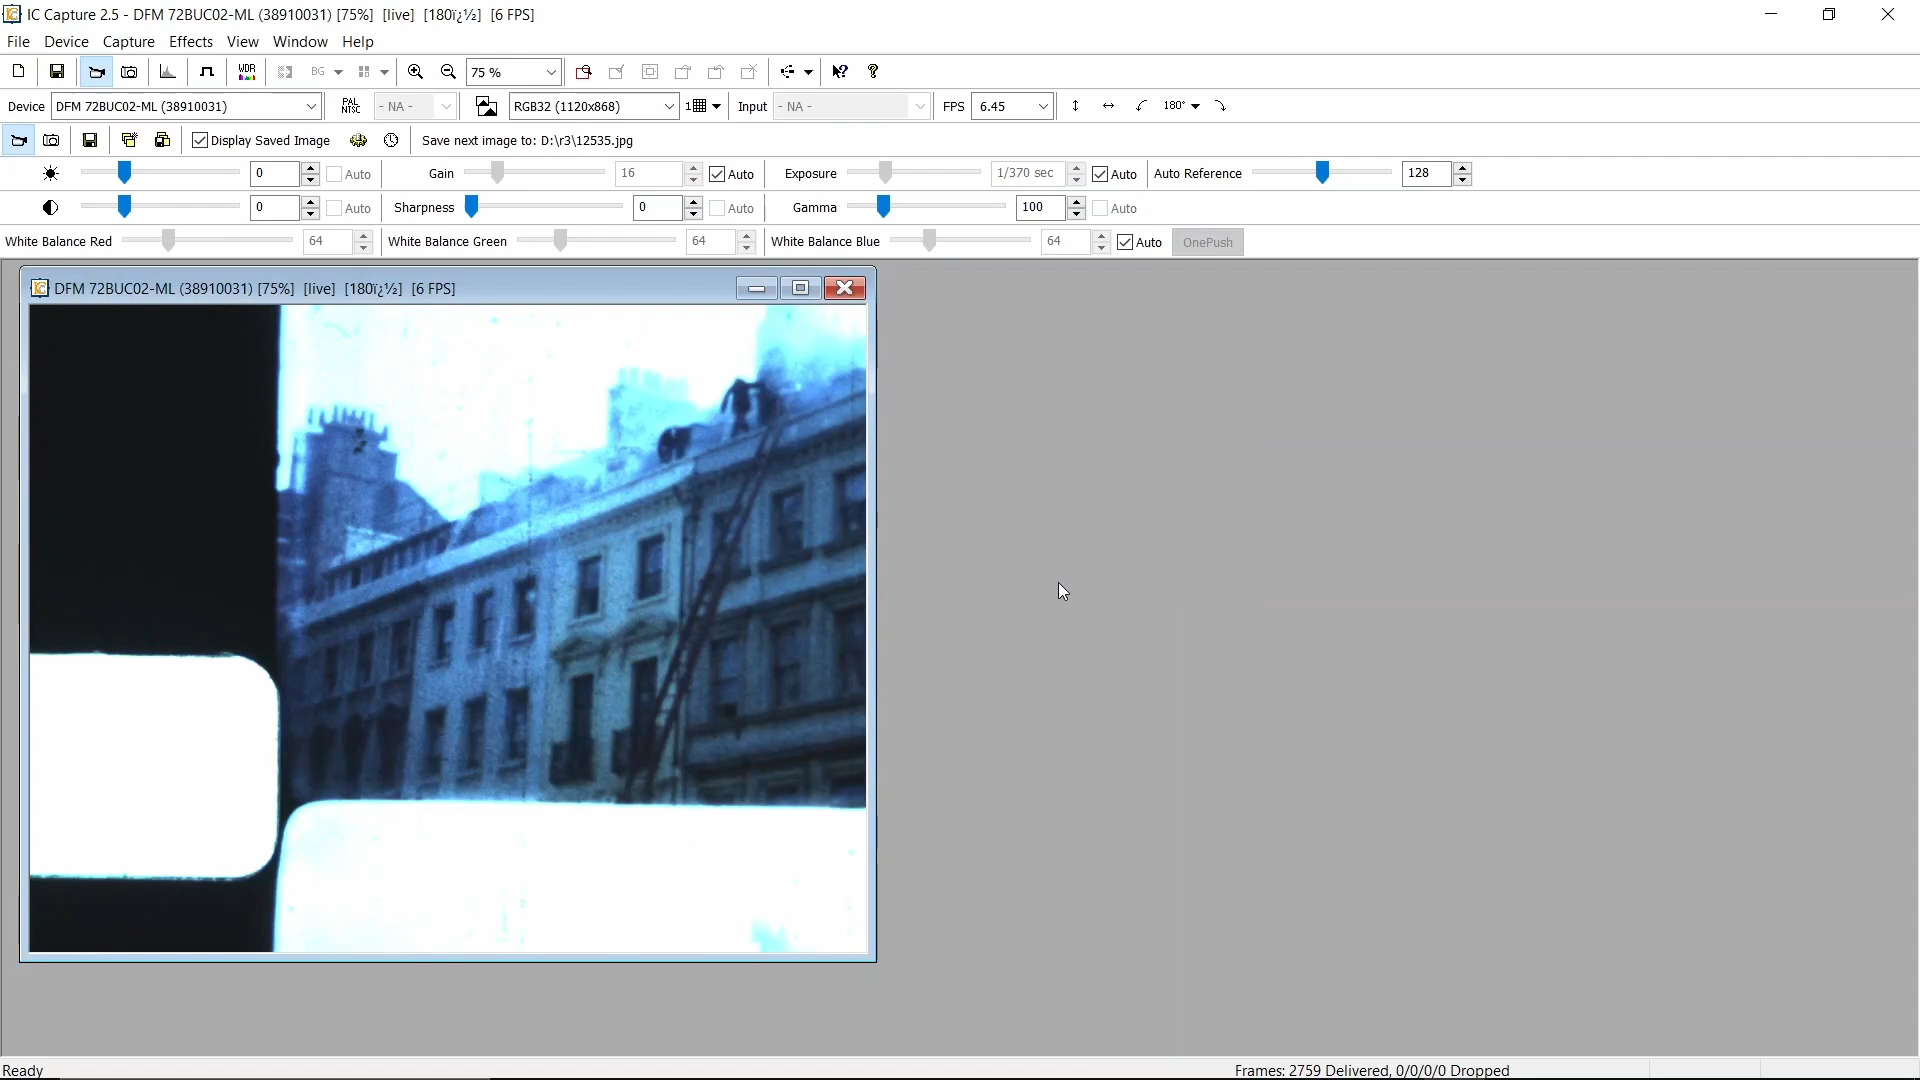 IC Capture 2.5 - DFM 72BUC02-ML (38910031) [75%]  [live]  [180ï¿½]  [6 FPS]
File Device Capture Effects View Window Help
WDR BG 75 %
Device DFM 72BUC02-ML (38910031) PAL NTSC - NA - RGB32 (1120x868) 1 Input - NA - FPS 6.45 180°
Display Saved Image Save next image to: D:\r3\12535.jpg
0 Auto Gain 16 Auto Exposure 1/370 sec Auto Auto Reference 128
0 Auto Sharpness 0 Auto Gamma 100 Auto
White Balance Red 64 White Balance Green 64 White Balance Blue 64 Auto OnePush
DFM 72BUC02-ML (38910031) [75%]  [live]  [180ï¿½]  [6 FPS]
Ready Frames: 2759 Delivered, 0/0/0/0 Dropped